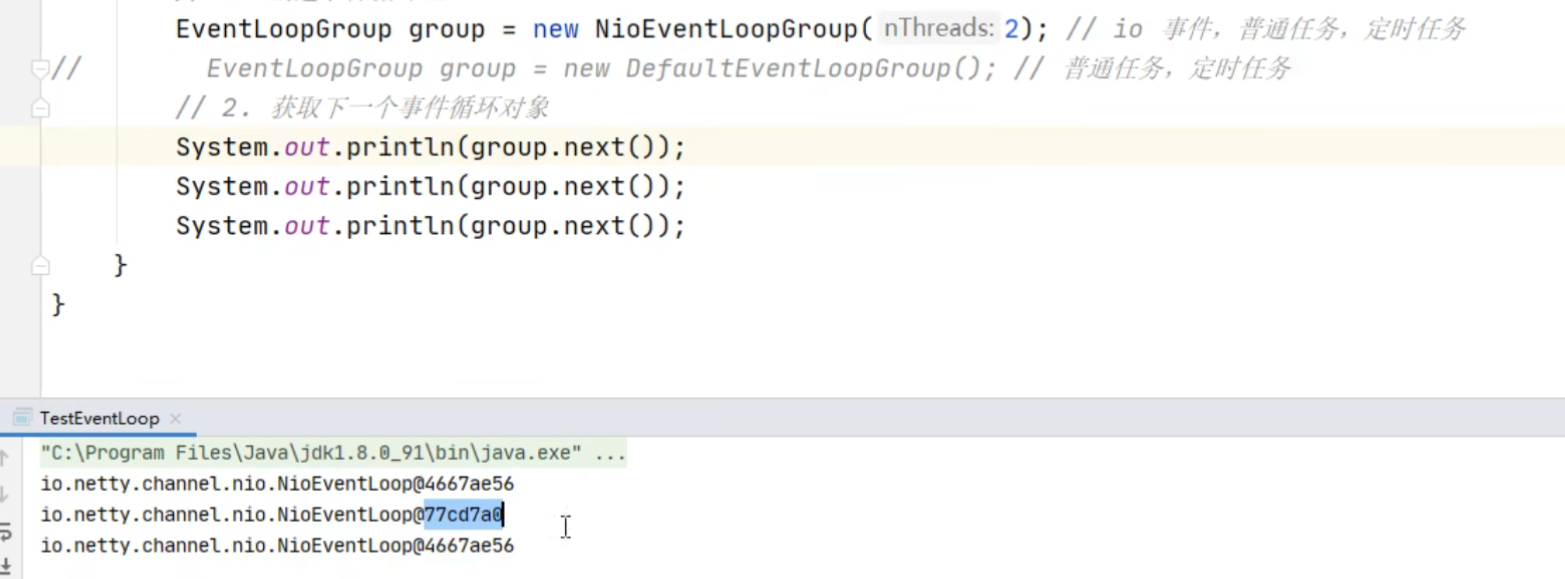 EventLoopGroup group = new NioEventLoopGroup( nThreads: 2); // io 事件，普通任务，定时任务
//        EventLoopGroup group = new DefaultEventLoopGroup(); // 普通任务，定时任务
// 2. 获取下一个事件循环对象
System.out.println(group.next());
System.out.println(group.next());
System.out.println(group.next());
}
}
TestEventLoop ×
"C:\Program Files\Java\jdk1.8.0_91\bin\java.exe" ...
io.netty.channel.nio.NioEventLoop@4667ae56
io.netty.channel.nio.NioEventLoop@77cd7a0
io.netty.channel.nio.NioEventLoop@4667ae56